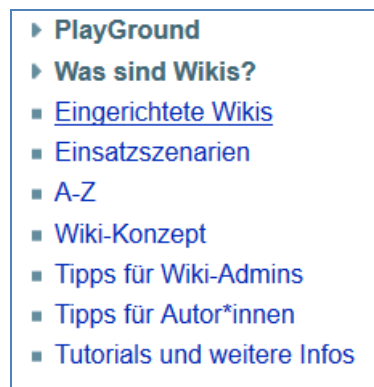 PlayGround
Was sind Wikis?
Eingerichtete Wikis
Einsatzszenarien
A-Z
Wiki-Konzept
Tipps für Wiki-Admins
Tipps für Autor*innen
Tutorials und weitere Infos